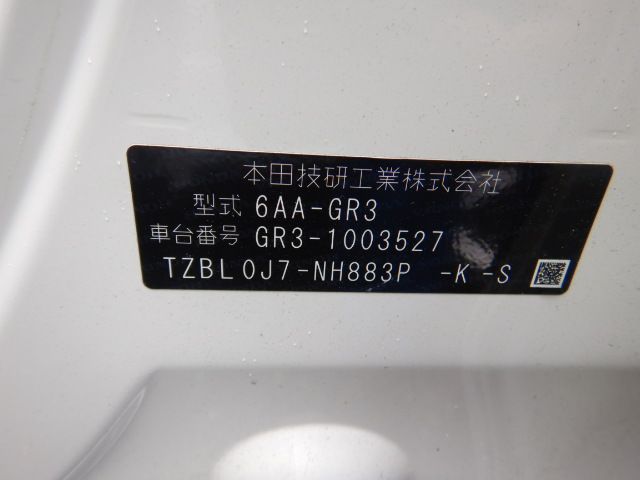 本田技研工業株式会社
型式 6AA-GR3
車台番号 GR3-1003527
TZBL0J7-NH883P -K -S